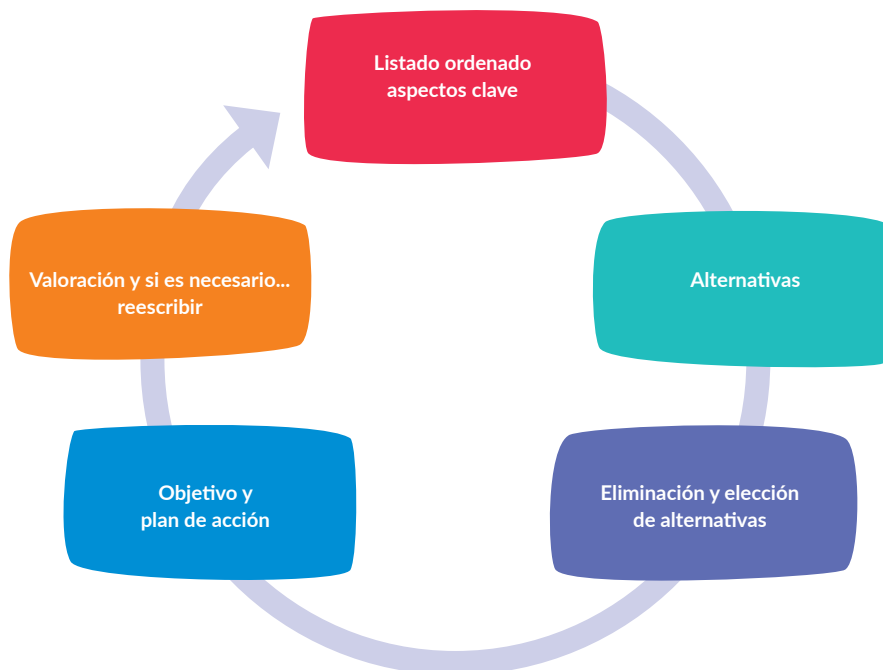 Listado ordenado
aspectos clave
Alternativas
Eliminación y elección
de alternativas
Objetivo y
plan de acción
Valoración y si es necesario...
reescribir